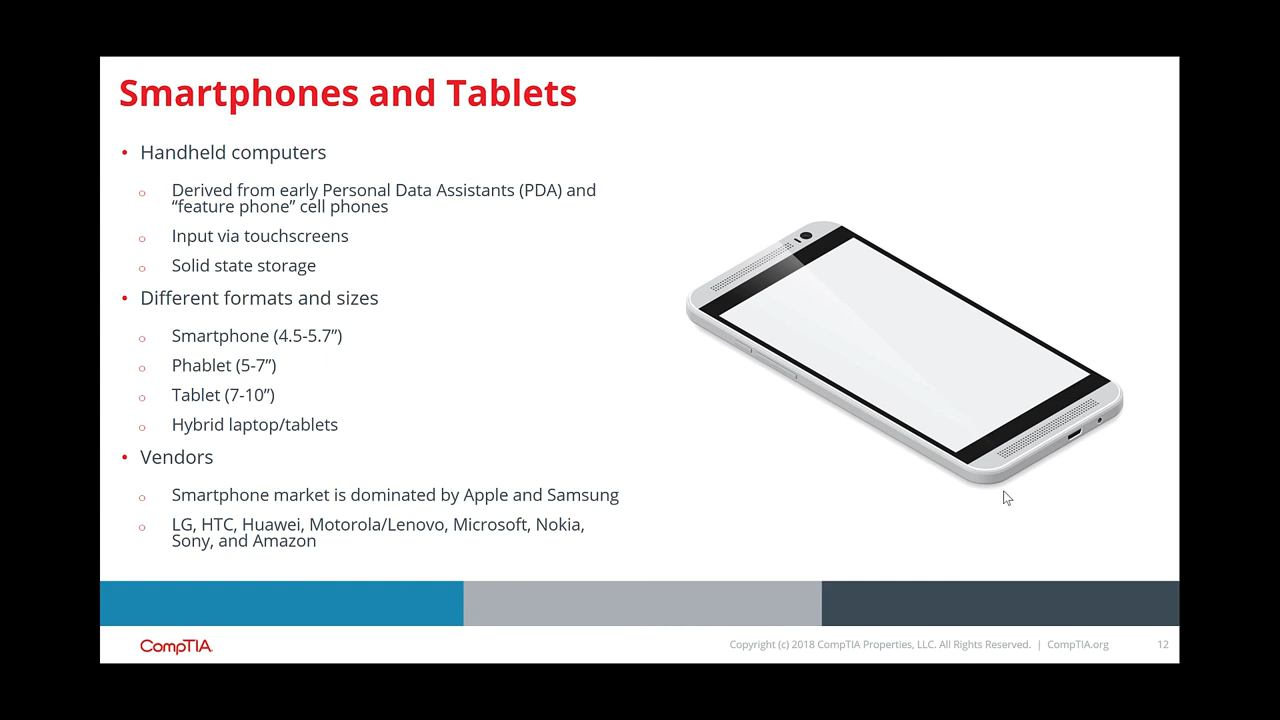 Smartphones and Tablets
• Handheld computers
o Derived from early Personal Data Assistants (PDA) and
“feature phone” cell phones
o Input via touchscreens
o Solid state storage
• Different formats and sizes
o Smartphone (4.5-5.7”)
o Phablet (5-7”)
o Tablet (7-10”)
o Hybrid laptop/tablets
• Vendors
o Smartphone market is dominated by Apple and Samsung
o LG, HTC, Huawei, Motorola/Lenovo, Microsoft, Nokia,
Sony, and Amazon
CompTIA.
Copyright (c) 2018 CompTIA Properties, LLC. All Rights Reserved. | CompTIA.org
12